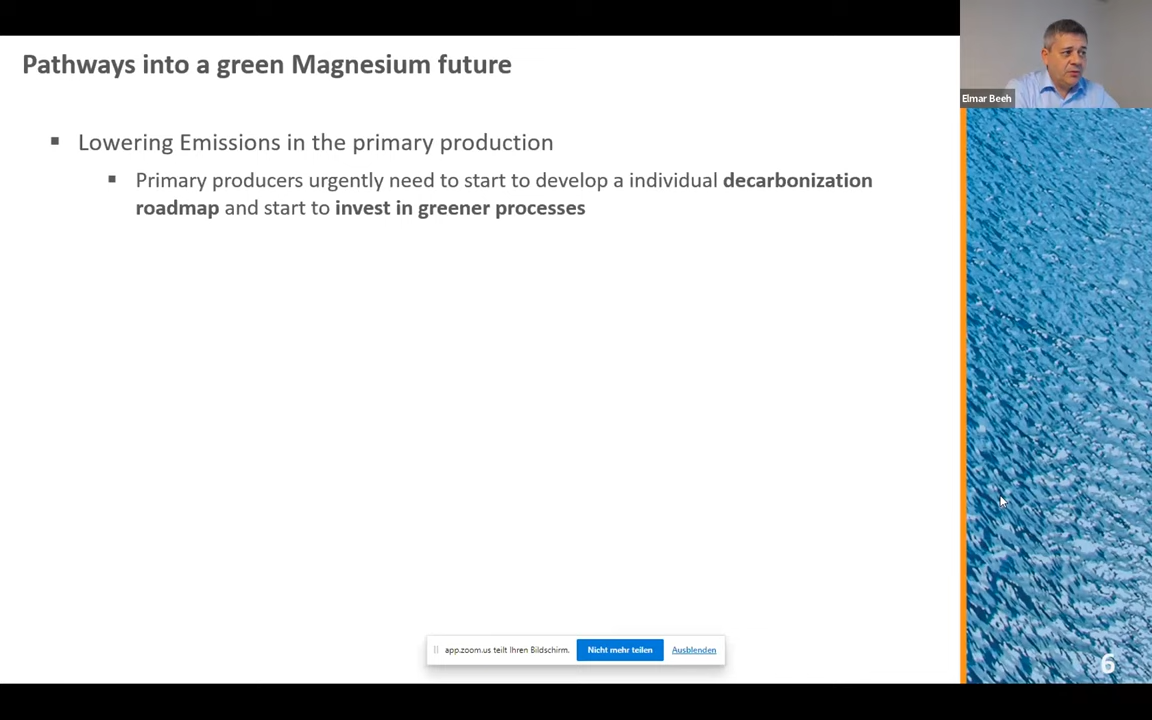 Pathways into a green Magnesium future
Elmar Beeh
▪ Lowering Emissions in the primary production
▪ Primary producers urgently need to start to develop a individual decarbonization
roadmap and start to invest in greener processes
app.zoom.us teilt Ihren Bildschirm. Nicht mehr teilen Ausblenden
6